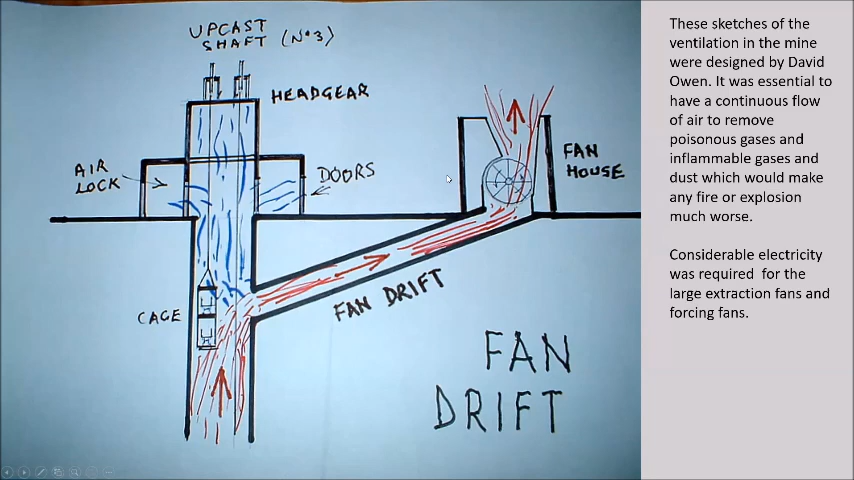 UPCAST
SHAFT (No3)
HEADGEAR
AIR
LOCK
DOORS
FAN
HOUSE
CAGE
FAN DRIFT
FAN
DRIFT
These sketches of the
ventilation in the mine
were designed by David
Owen. It was essential to
have a continuous flow
of air to remove
poisonous gases and
inflammable gases and
dust which would make
any fire or explosion
much worse.
Considerable electricity
was required for the
large extraction fans and
forcing fans.